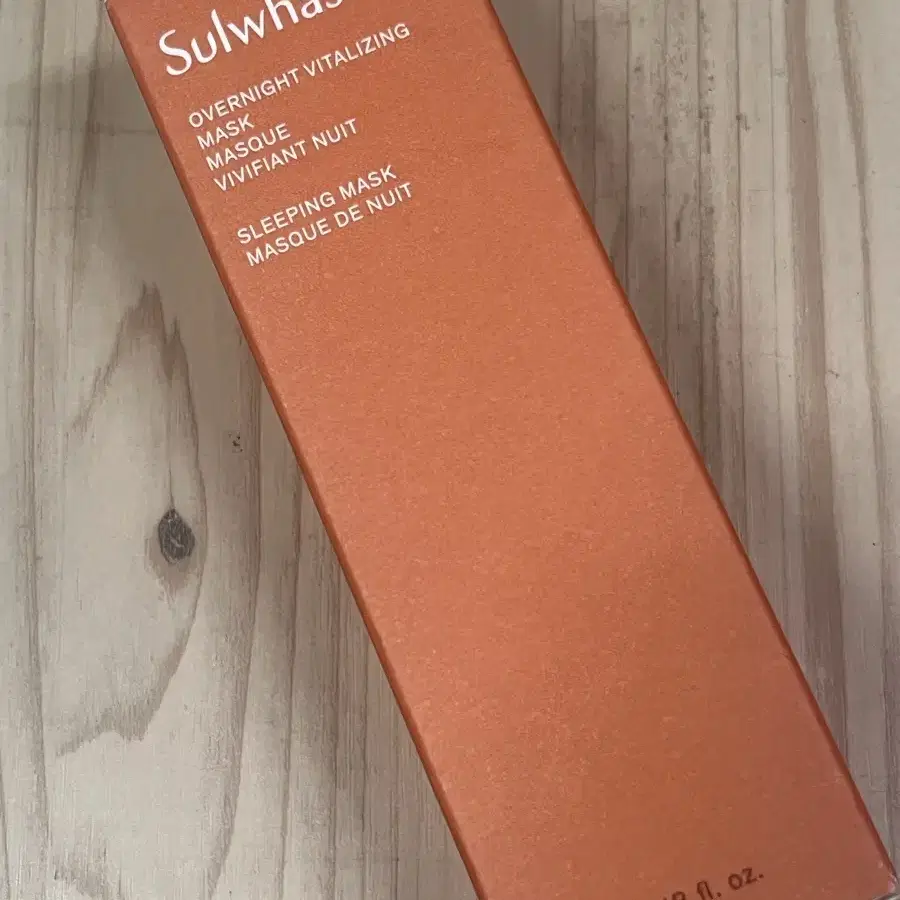 Sulwhas
OVERNIGHT VITALIZING
MASK
MASQUE
VIVIFIANT NUIT
SLEEPING MASK
MASQUE DE NUIT
fl. oz.